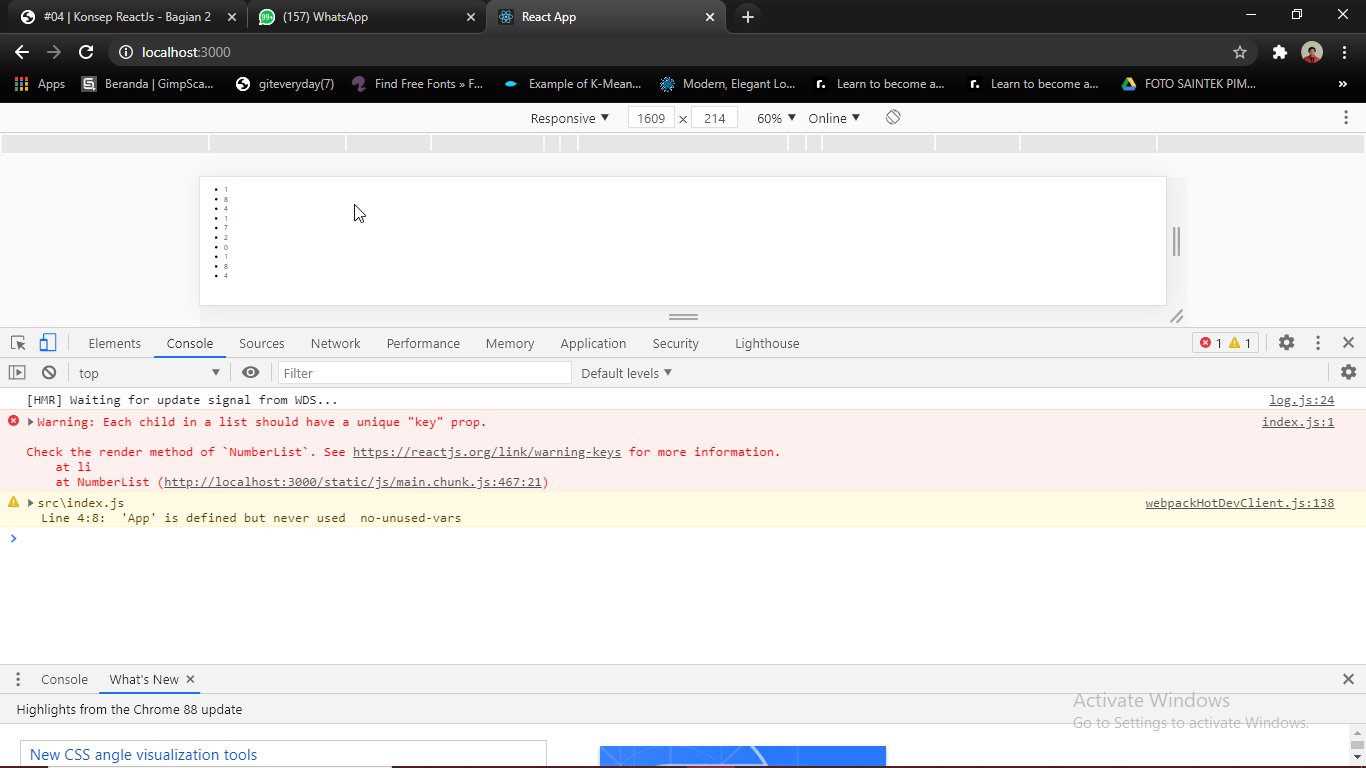 #04 | Konsep ReactJs - Bagian 2
99+
(157) WhatsApp
React App
localhost:3000
Apps
Beranda | GimpSca...
giteveryday(7)
Find Free Fonts » F...
Example of K-Mean...
Modern, Elegant Lo...
Learn to become a...
Learn to become a...
FOTO SAINTEK PIM...
»
Responsive ▼ 1609 × 214 60% ▼ Online ▼
• 1
• 8
• 4
• 1
• 7
• 2
• 0
• 1
• 8
• 4
Elements Console Sources Network Performance Memory Application Security Lighthouse 1 1
top ▼ Filter Default levels ▼
[HMR] Waiting for update signal from WDS... log.js:24
Warning: Each child in a list should have a unique "key" prop. index.js:1
Check the render method of `NumberList`. See https://reactjs.org/link/warning-keys for more information.
at li
at NumberList (http://localhost:3000/static/js/main.chunk.js:467:21)
src\index.js webpackHotDevClient.js:138
Line 4:8: 'App' is defined but never used no-unused-vars
Console What's New
Highlights from the Chrome 88 update
Activate Windows
Go to Settings to activate Windows.
New CSS angle visualization tools